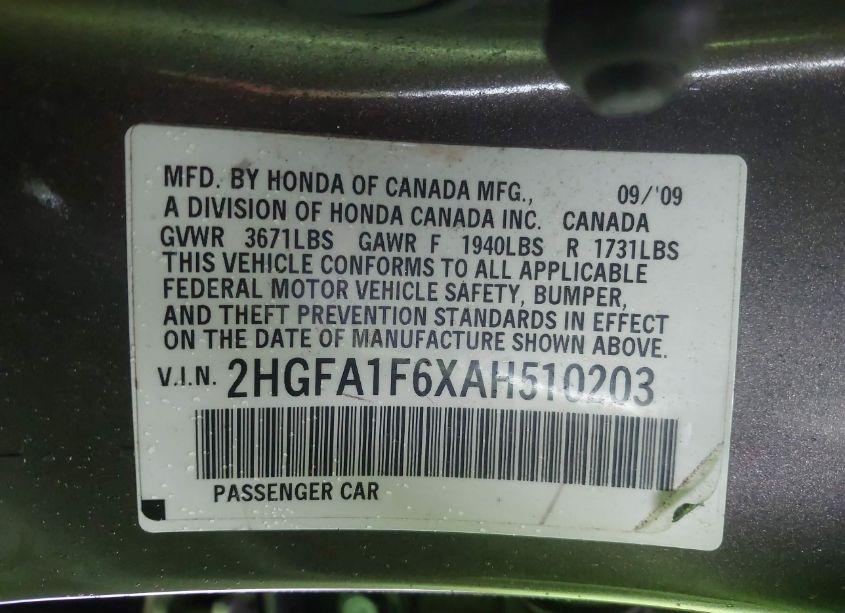 MFD. BY HONDA OF CANADA MFG., 09/'09
A DIVISION OF HONDA CANADA INC. CANADA
GVWR 3671LBS GAWR F 1940LBS R 1731LBS
THIS VEHICLE CONFORMS TO ALL APPLICABLE
FEDERAL MOTOR VEHICLE SAFETY, BUMPER,
AND THEFT PREVENTION STANDARDS IN EFFECT
ON THE DATE OF MANUFACTURE SHOWN ABOVE.
V.I.N. 2HGFA1F6XAH510203
PASSENGER CAR